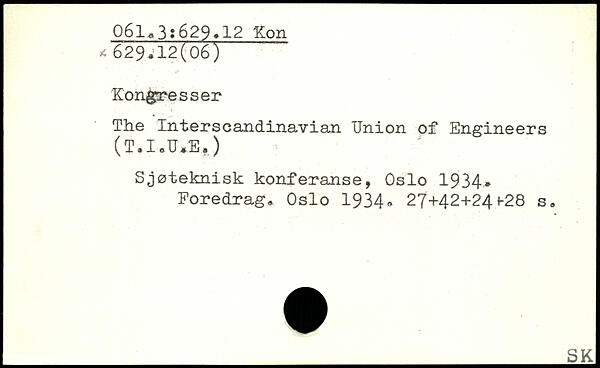 061.3:629.12 Kon
× 629.12(06)
Kongresser
The Interscandinavian Union of Engineers
(T.I.U.E.)
Sjøteknisk konferanse, Oslo 1934.
Foredrag. Oslo 1934. 27+42+24+28 s.
SK